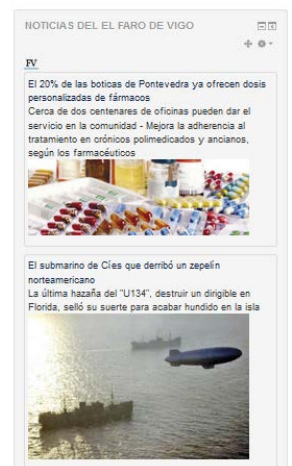 NOTICIAS DEL EL FARO DE VIGO
FV
El 20% de las boticas de Pontevedra ya ofrecen dosis
personalizadas de fármacos
Cerca de dos centenares de oficinas pueden dar el
servicio en la comunidad - Mejora la adherencia al
tratamiento en crónicos polimedicados y ancianos,
según los farmacéuticos
El submarino de Cíes que derribó un zepelín
norteamericano
La última hazaña del "U134", destruir un dirigible en
Florida, selló su suerte para acabar hundido en la isla